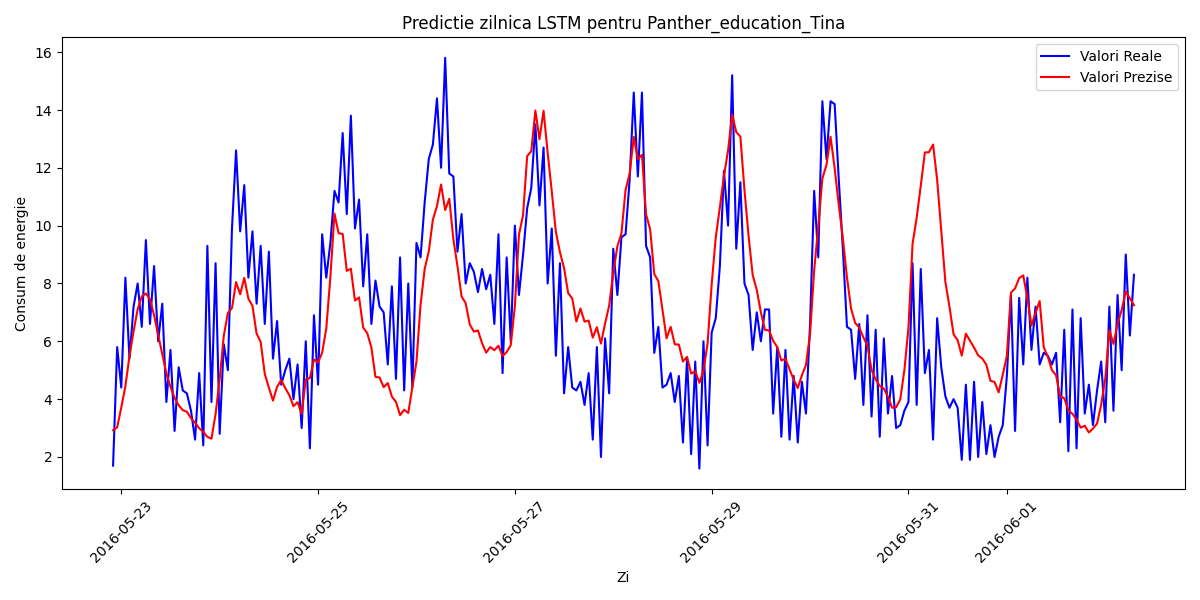 Predictie zilnica LSTM pentru Panther_education_Tina
Valori Reale
Valori Prezise
Consum de energie
16
14
12
10
8
6
4
2
2016-05-23
2016-05-25
2016-05-27
2016-05-29
2016-05-31
2016-06-01
Zi